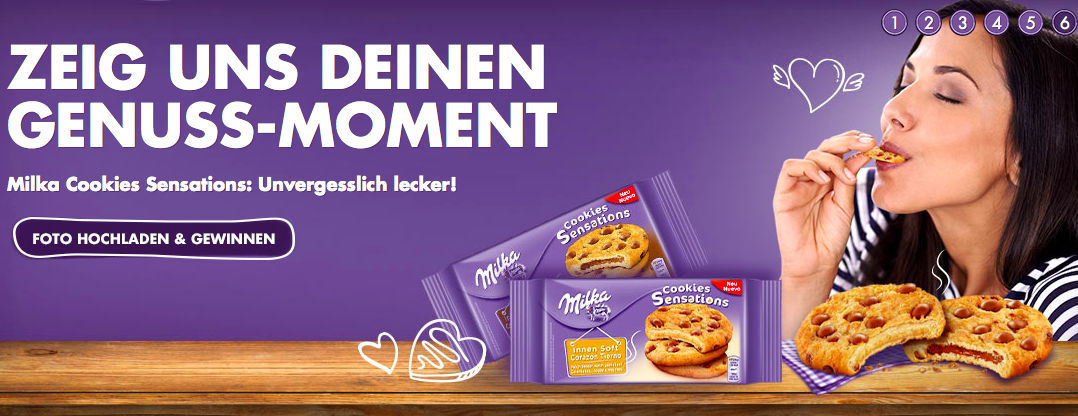 1 2 3 4 5 6
ZEIG UNS DEINEN
GENUSS-MOMENT
Milka Cookies Sensations: Unvergesslich lecker!
FOTO HOCHLADEN & GEWINNEN
Neu
Nuevo
Cookies
Sensations
Milka
Neu
Nuevo
Cookies
Sensations
Milka
innen Soft
Corazón Tierno